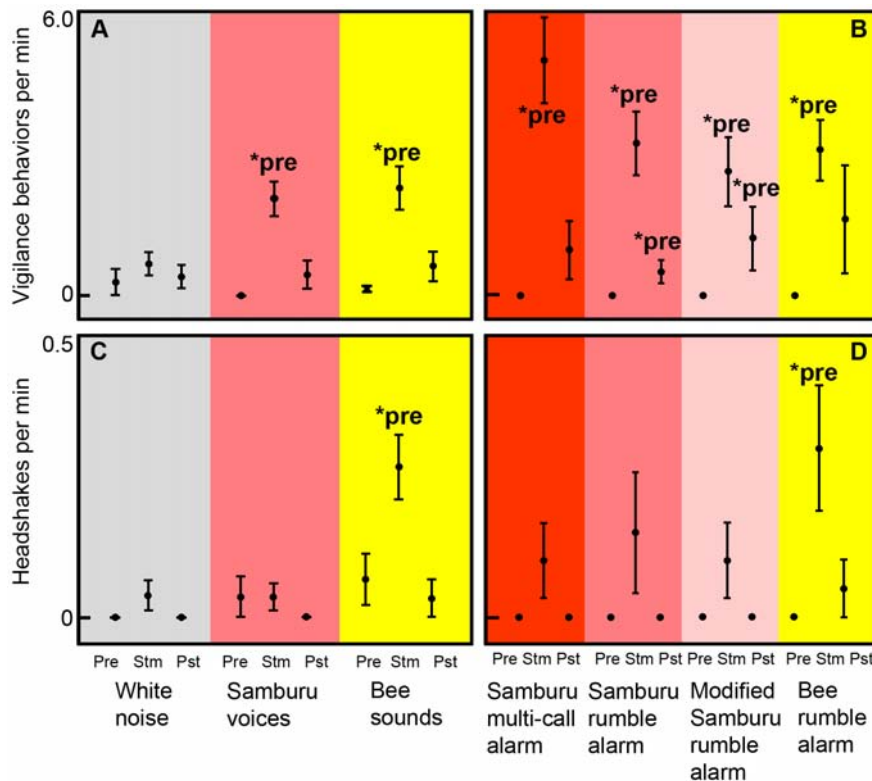 6.0
A
B
*pre
*pre
*pre
*pre
*pre
*pre
*pre
*pre
Vigilance behaviors per min
0
0.5
C
D
*pre
*pre
Headshakes per min
0
Pre Stm Pst Pre Stm Pst Pre Stm Pst Pre Stm Pst Pre Stm Pst Pre Stm Pst Pre Stm Pst
White
noise
Samburu
voices
Bee
sounds
Samburu
multi-call
alarm
Samburu
rumble
alarm
Modified
Samburu
rumble
alarm
Bee
rumble
alarm